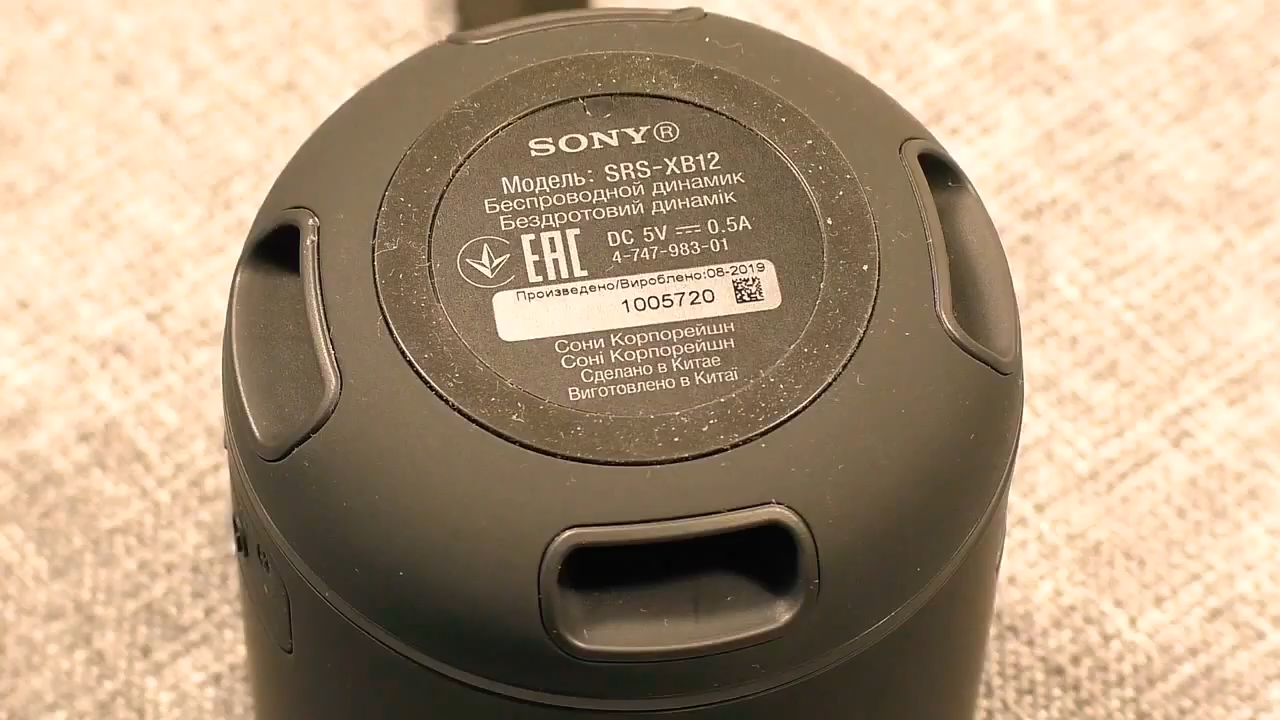 SONY®
Модель: SRS-XB12
Беспроводной динамик
Бездротовий динамік
EAC DC 5V ⎓ 0.5A
4-747-983-01
Произведено/Вироблено:08-2019
1005720
Сони Корпорейшн
Соні Корпорейшн
Сделано в Китае
Виготовлено в Китаї